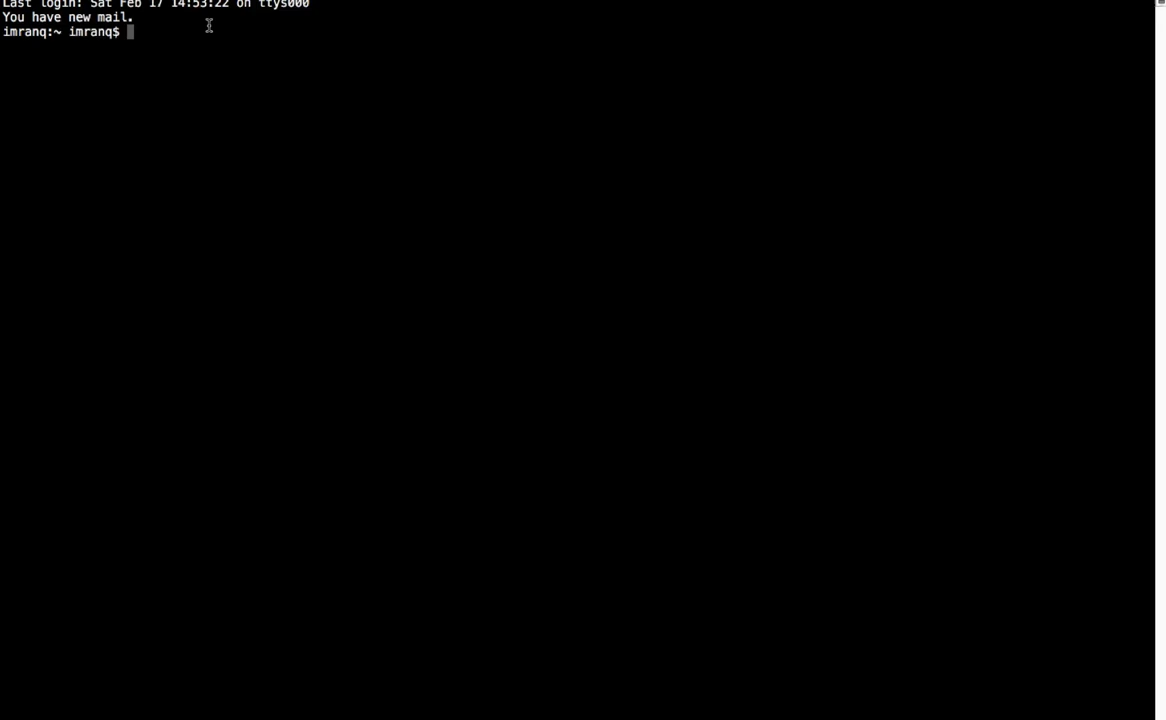 Last login: Sat Feb 17 14:53:22 on ttys000
You have new mail.
imranq:~ imranq$